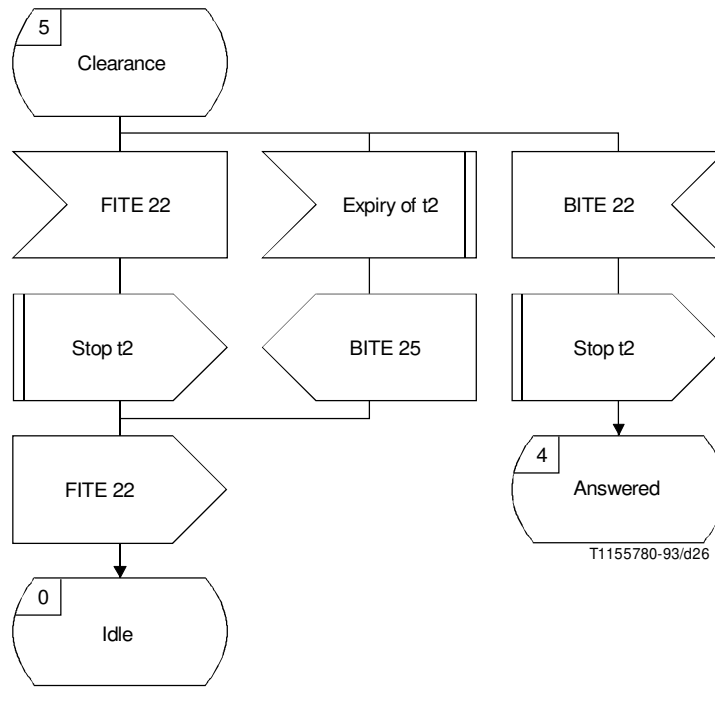 5
Clearance
FITE 22
Expiry of t2
BITE 22
Stop t2
BITE 25
Stop t2
FITE 22
4
Answered
T1155780-93/d26
0
Idle